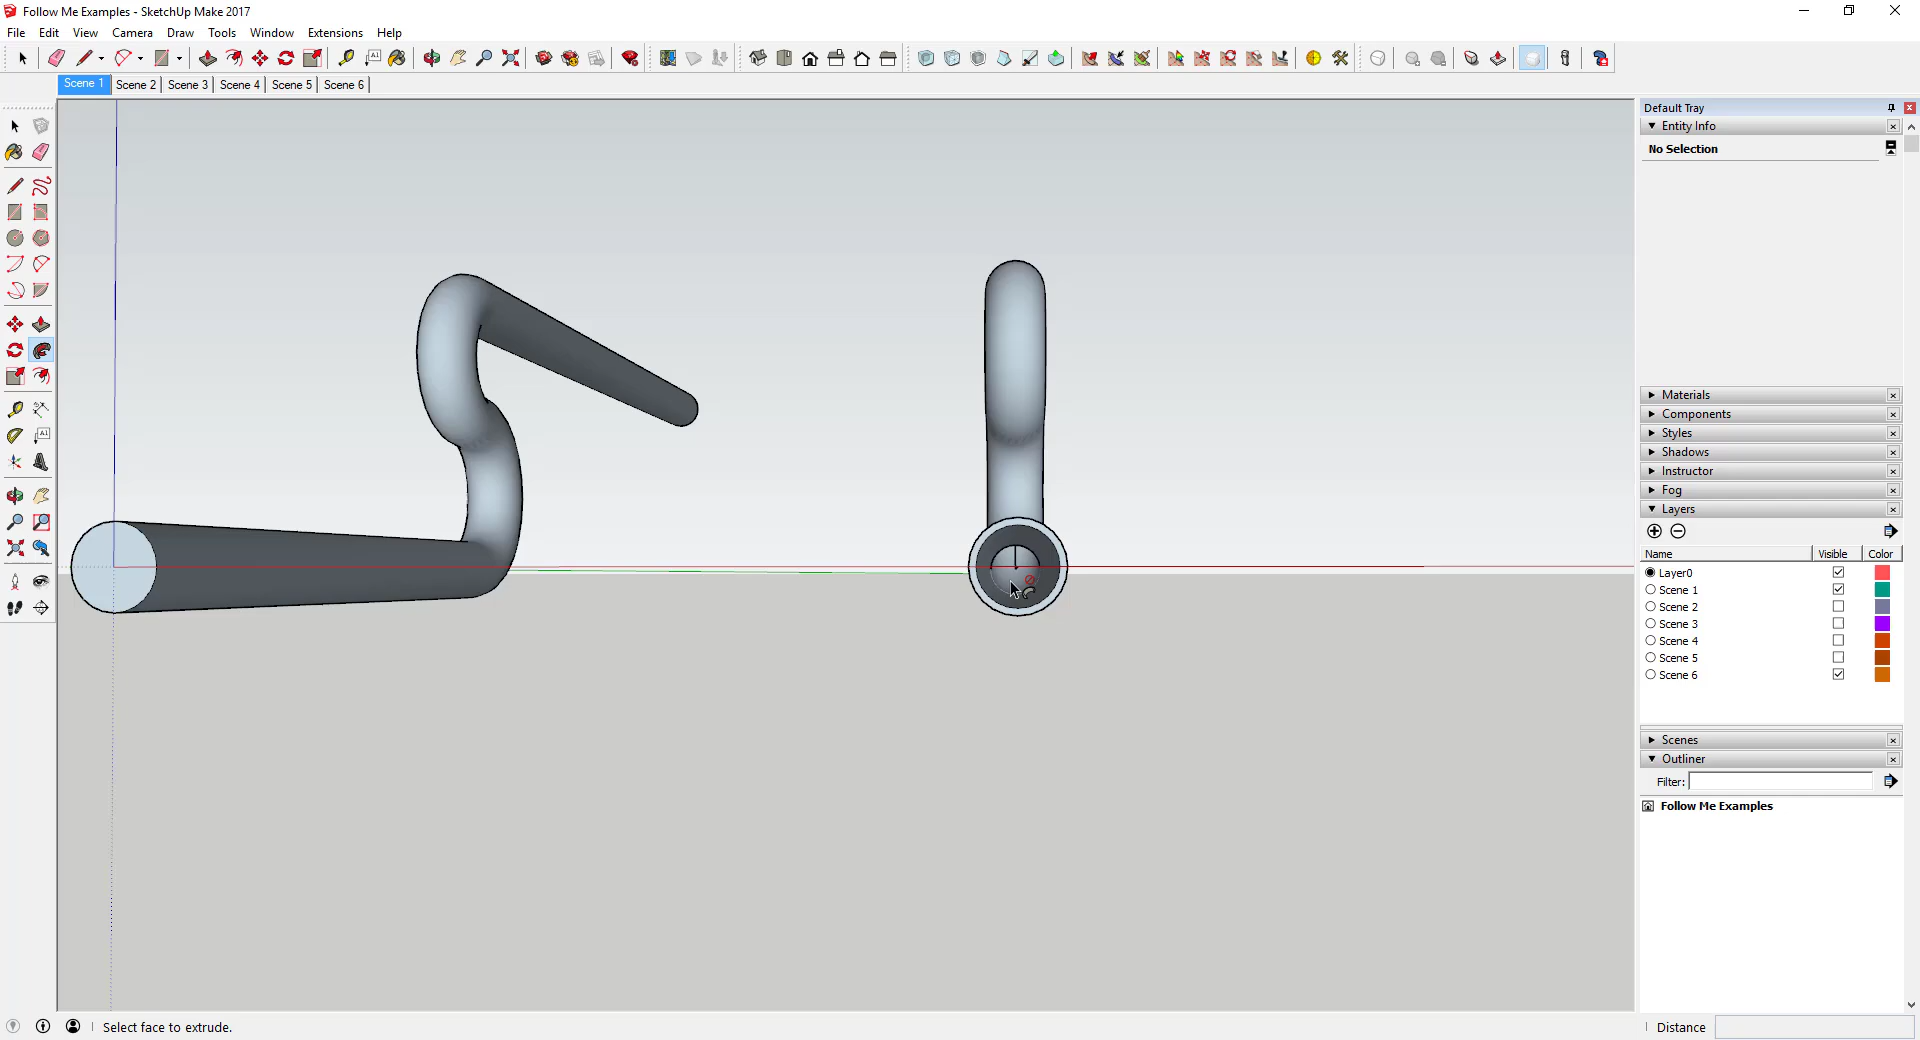 Follow Me Examples - SketchUp Make 2017
File Edit View Camera Draw Tools Window Extensions Help
Scene 1 Scene 2 Scene 3 Scene 4 Scene 5 Scene 6
Default Tray
Entity Info
No Selection
Materials
Components
Styles
Shadows
Instructor
Fog
Layers
Name Visible Color
Layer0
Scene 1
Scene 2
Scene 3
Scene 4
Scene 5
Scene 6
Scenes
Outliner
Filter:
Follow Me Examples
Select face to extrude.
Distance